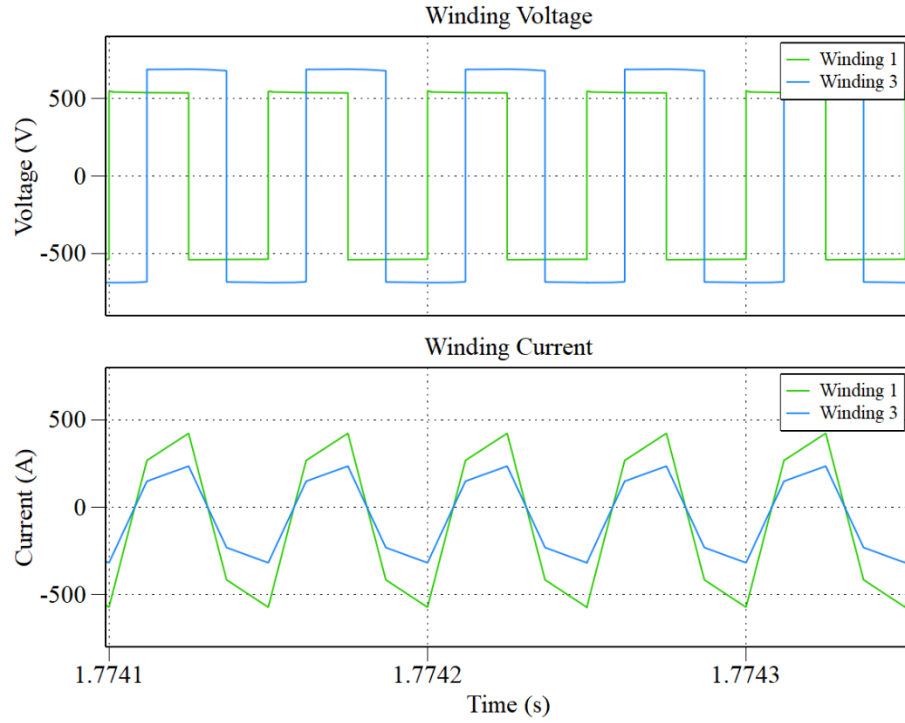 Winding Voltage
Voltage (V)
500
0
-500
Winding 1
Winding 3
Winding Current
Current (A)
500
0
-500
Winding 1
Winding 3
1.7741
1.7742
1.7743
Time (s)